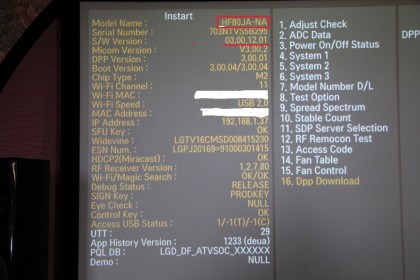 Instart
Model Name : HF80JA-NA
Serial Number : 703NTVS5B295
S/W Version : 03.00.12.01
Micom Version : V3.00.2
DPP Version : 00.01
Boot Version : 3.00.04/3.00.04
Chip Type : M2
Wi-Fi Channel : 11
Wi-Fi MAC :
Wi-Fi Speed : USB 2.0
MAC Address :
IP Address : 192.168.1.37
SFU Key : OK
Widevine : LGTV16CMSD008415230
ESN Num. : LGPJ20169=91000301415
HDCP2(Miracast) : OK
RF Receiver Version : 1.2.7.80
Wi-Fi/Magic Search : OK/OK
Debug Status : RELEASE
SIGN Key : PRODKEY
Eye Check : NULL
Control Key : OK
Access USB Status : 1/-1(T)/-1(C)
UTT : 29
App History Version : 1233 (deua)
PQL DB : LGD_DF_ATVSOC_XXXXXX
Demo : NULL
1. Adjust Check
2. ADC Data
3. Power On/Off Status
4. System 1
5. System 2
6. System 3
7. Model Number D/L
8. Test Option
9. Spread Spectrum
10. Stable Count
11. SDP Server Selection
12. RF Remocon Test
13. Access Code
14. Fan Table
15. Fan Control
16. Dpp Download
DPP